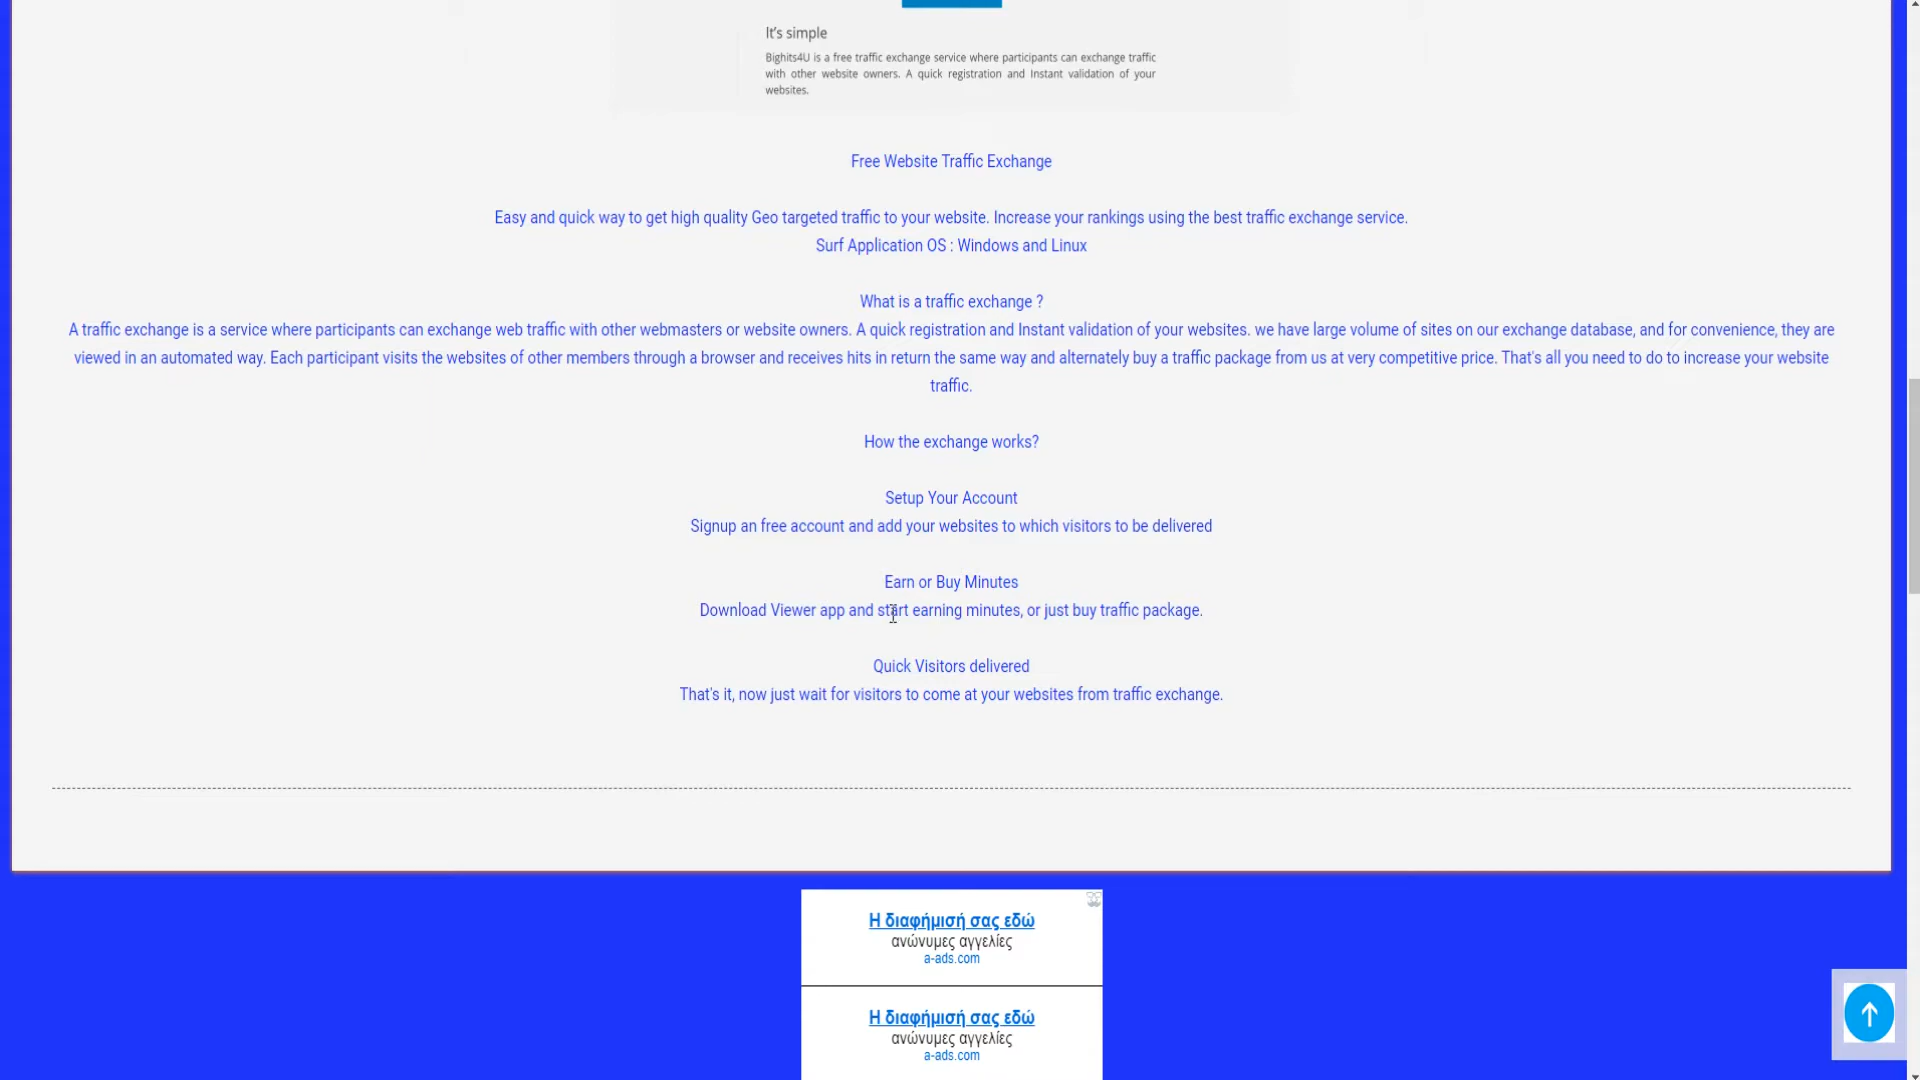 It's simple
Bighits4U is a free traffic exchange service where participants can exchange traffic
with other website owners. A quick registration and Instant validation of your
websites.
Free Website Traffic Exchange
Easy and quick way to get high quality Geo targeted traffic to your website. Increase your rankings using the best traffic exchange service.
Surf Application OS : Windows and Linux
What is a traffic exchange ?
A traffic exchange is a service where participants can exchange web traffic with other webmasters or website owners. A quick registration and Instant validation of your websites. we have large volume of sites on our exchange database, and for convenience, they are
viewed in an automated way. Each participant visits the websites of other members through a browser and receives hits in return the same way and alternately buy a traffic package from us at very competitive price. That's all you need to do to increase your website
traffic.
How the exchange works?
Setup Your Account
Signup an free account and add your websites to which visitors to be delivered
Earn or Buy Minutes
Download Viewer app and start earning minutes, or just buy traffic package.
Quick Visitors delivered
That's it, now just wait for visitors to come at your websites from traffic exchange.
Η διαφήμισή σας εδώ
ανώνυμες αγγελίες
a-ads.com
Η διαφήμισή σας εδώ
ανώνυμες αγγελίες
a-ads.com